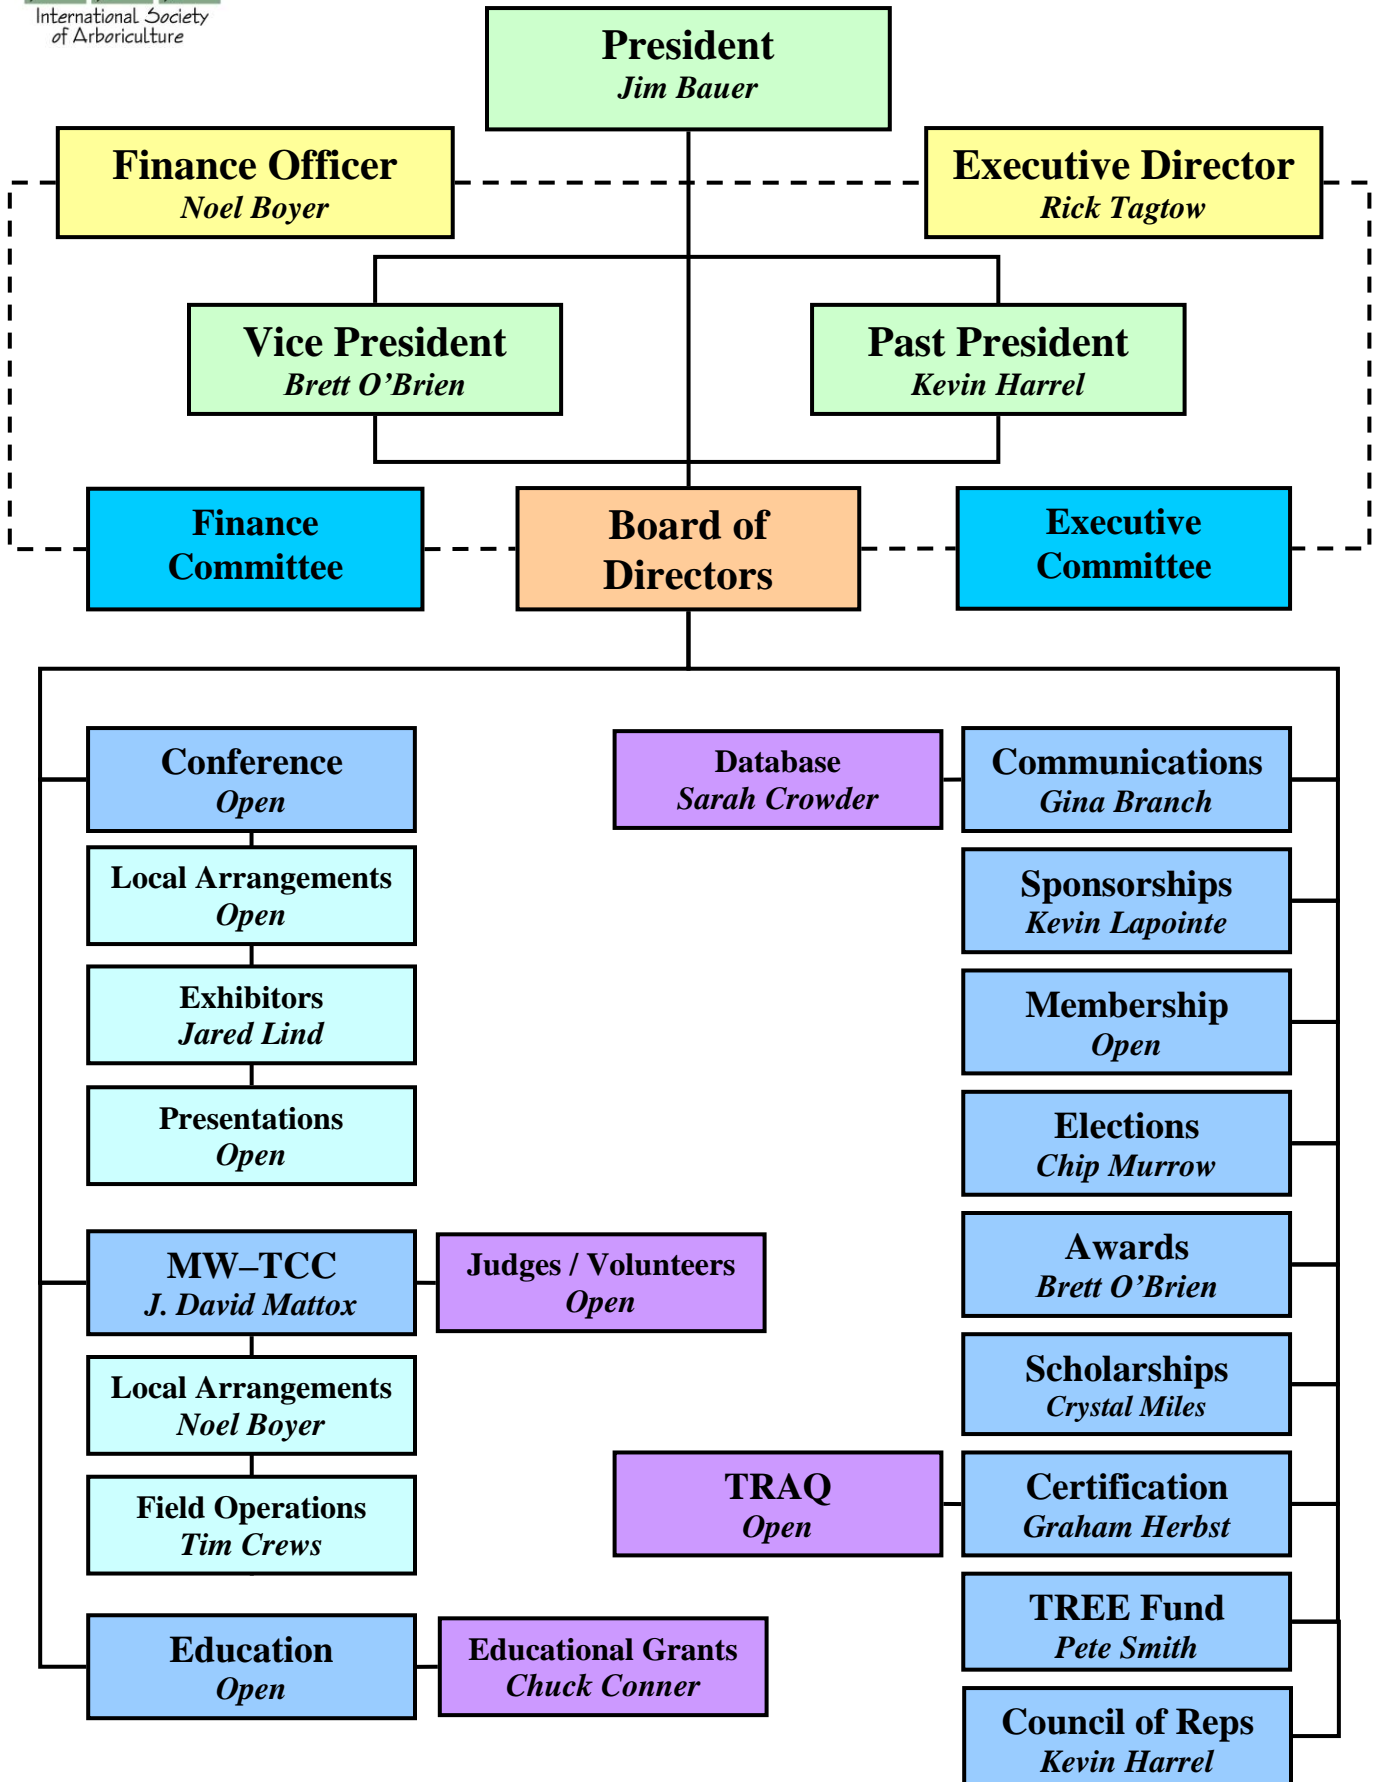 International Society
of Arboriculture
President
Jim Bauer
Finance Officer
Noel Boyer
Executive Director
Rick Tagtow
Vice President
Brett O’Brien
Past President
Kevin Harrel
Finance
Committee
Board of
Directors
Executive
Committee
Conference
Open
Local Arrangements
Open
Exhibitors
Jared Lind
Presentations
Open
MW–TCC
J. David Mattox
Judges / Volunteers
Open
Local Arrangements
Noel Boyer
Field Operations
Tim Crews
Education
Open
Educational Grants
Chuck Conner
Database
Sarah Crowder
Communications
Gina Branch
Sponsorships
Kevin Lapointe
Membership
Open
Elections
Chip Murrow
Awards
Brett O’Brien
Scholarships
Crystal Miles
TRAQ
Open
Certification
Graham Herbst
TREE Fund
Pete Smith
Council of Reps
Kevin Harrel